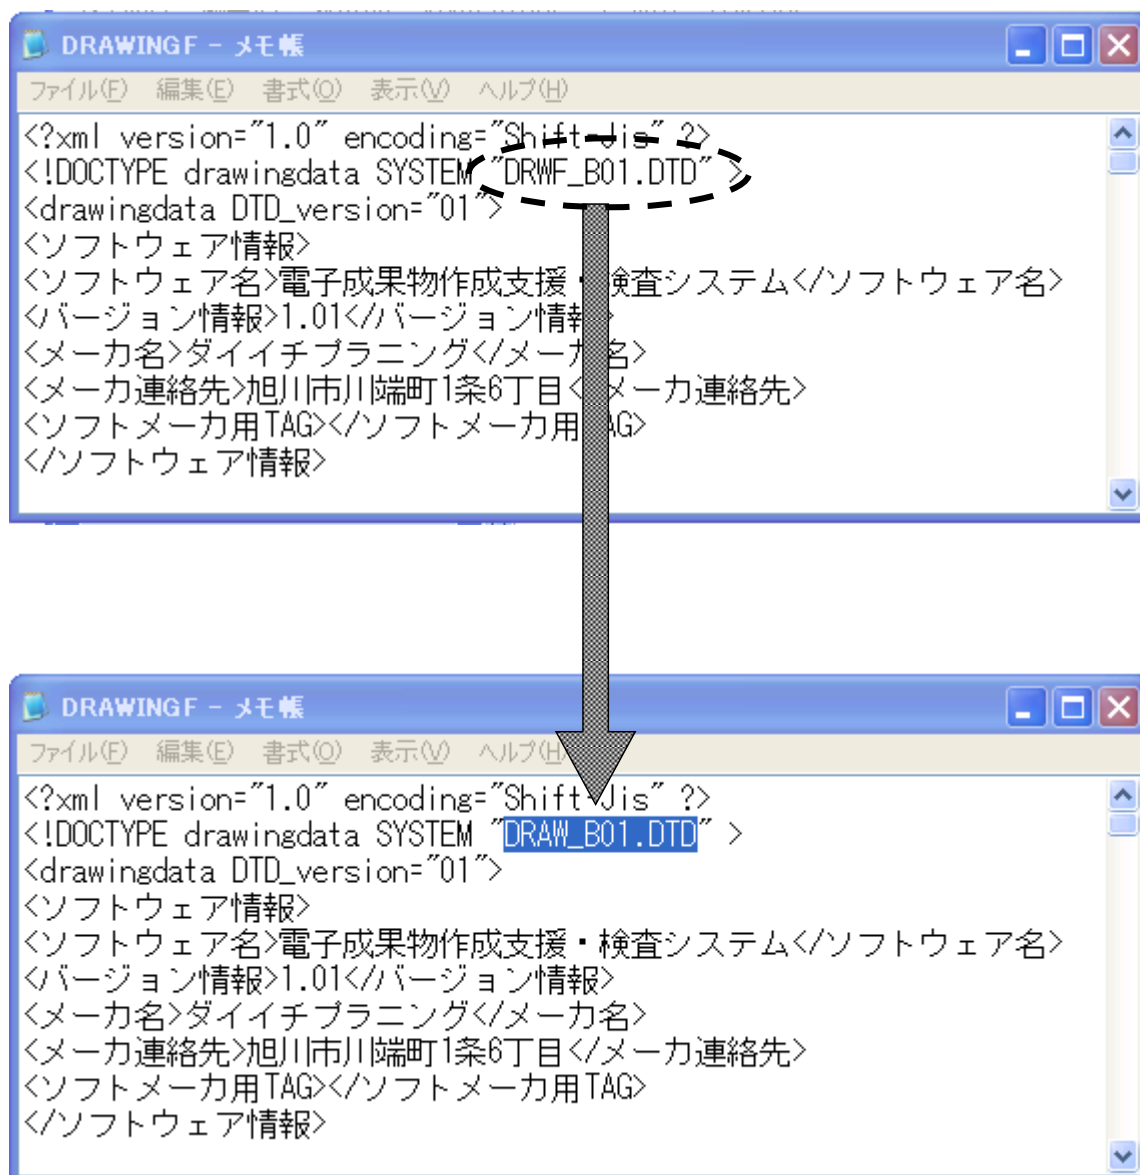 DRAWINGF - メモ帳
ファイル(F) 編集(E) 書式(O) 表示(V) ヘルプ(H)
<?xml version="1.0" encoding="Shift-Jis" ?>
<!DOCTYPE drawingdata SYSTEM "DRWF_B01.DTD" >
<drawingdata DTD_version="01">
<ソフトウェア情報>
<ソフトウェア名>電子成果物作成支援・検査システム</ソフトウェア名>
<バージョン情報>1.01</バージョン情報>
<メーカ名>ダイイチプラニング</メーカ名>
<メーカ連絡先>旭川市川端町1条6丁目</メーカ連絡先>
<ソフトメーカ用TAG></ソフトメーカ用TAG>
</ソフトウェア情報>
DRAWINGF - メモ帳
ファイル(F) 編集(E) 書式(O) 表示(V) ヘルプ(H)
<?xml version="1.0" encoding="Shift-Jis" ?>
<!DOCTYPE drawingdata SYSTEM "DRAW_B01.DTD" >
<drawingdata DTD_version="01">
<ソフトウェア情報>
<ソフトウェア名>電子成果物作成支援・検査システム</ソフトウェア名>
<バージョン情報>1.01</バージョン情報>
<メーカ名>ダイイチプラニング</メーカ名>
<メーカ連絡先>旭川市川端町1条6丁目</メーカ連絡先>
<ソフトメーカ用TAG></ソフトメーカ用TAG>
</ソフトウェア情報>